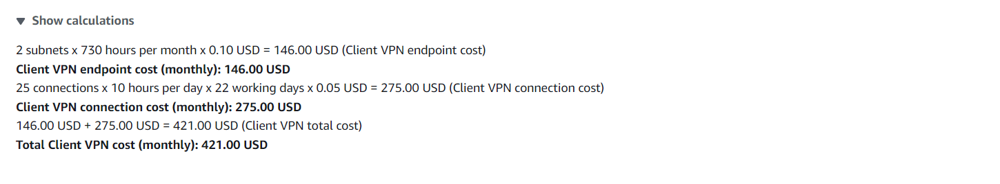 Show calculations
2 subnets x 730 hours per month x 0.10 USD = 146.00 USD (Client VPN endpoint cost)
Client VPN endpoint cost (monthly): 146.00 USD
25 connections x 10 hours per day x 22 working days x 0.05 USD = 275.00 USD (Client VPN connection cost)
Client VPN connection cost (monthly): 275.00 USD
146.00 USD + 275.00 USD = 421.00 USD (Client VPN total cost)
Total Client VPN cost (monthly): 421.00 USD